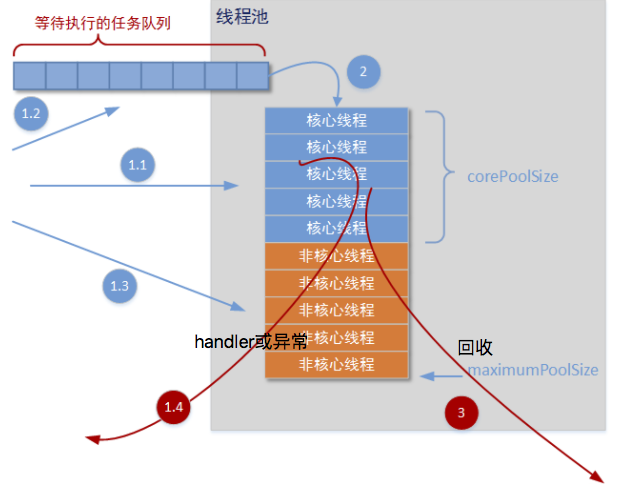 等待执行的任务队列
线程池
2
1.2
核心线程
核心线程
1.1
核心线程
corePoolSize
核心线程
核心线程
非核心线程
1.3
非核心线程
非核心线程
handler或异常
非核心线程
回收
非核心线程
maximumPoolSize
1.4
3